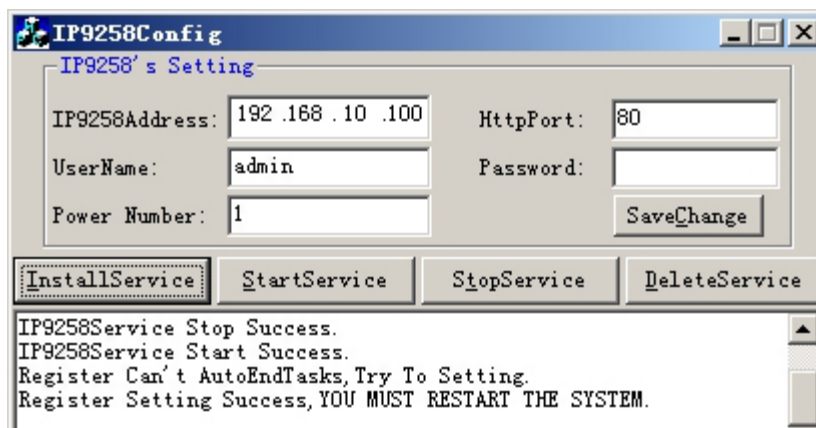 IP9258Config
IP9258's Setting
IP9258Address: 192 .168 . 10 .100 HttpPort: 80
UserName: admin Password:
Power Number: 1 SaveChange
InstallService StartService StopService DeleteService
IP9258Service Stop Success.
IP9258Service Start Success.
Register Can't AutoEndTasks,Try To Setting.
Register Setting Success,YOU MUST RESTART THE SYSTEM.